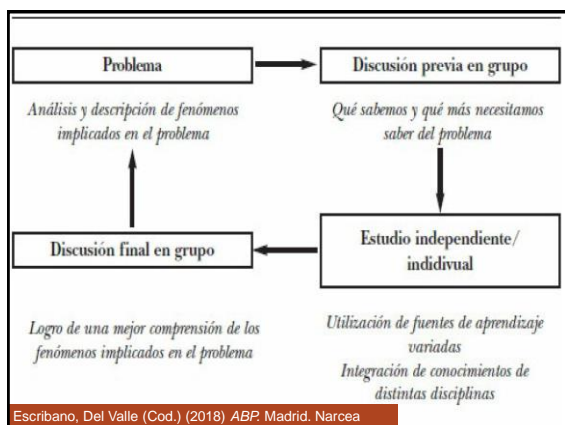 Problema
Discusión previa en grupo
Análisis y descripción de fenómenos
implicados en el problema
Qué sabemos y qué más necesitamos
saber del problema
Discusión final en grupo
Estudio independiente/
indidivual
Logro de una mejor comprensión de los
fenómenos implicados en el problema
Utilización de fuentes de aprendizaje
variadas
Integración de conocimientos de
distintas disciplinas
Escribano, Del Valle (Cod.) (2018) ABP. Madrid. Narcea